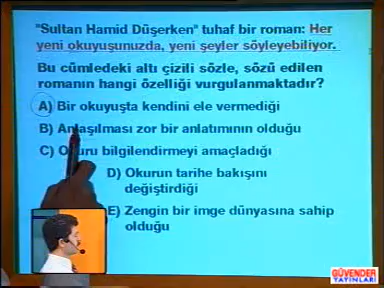 "Sultan Hamid Düşerken" tuhaf bir roman: Her
yeni okuyuşunuzda, yeni şeyler söyleyebiliyor.
Bu cümledeki altı çizili sözle, sözü edilen
romanın hangi özelliği vurgulanmaktadır?
A) Bir okuyuşta kendini ele vermediği
B) Anlaşılması zor bir anlatımının olduğu
C) Okuru bilgilendirmeyi amaçladığı
D) Okurun tarihe bakışını
değiştirdiği
E) Zengin bir imge dünyasına sahip
olduğu
GÜVENDER
YAYINLARI